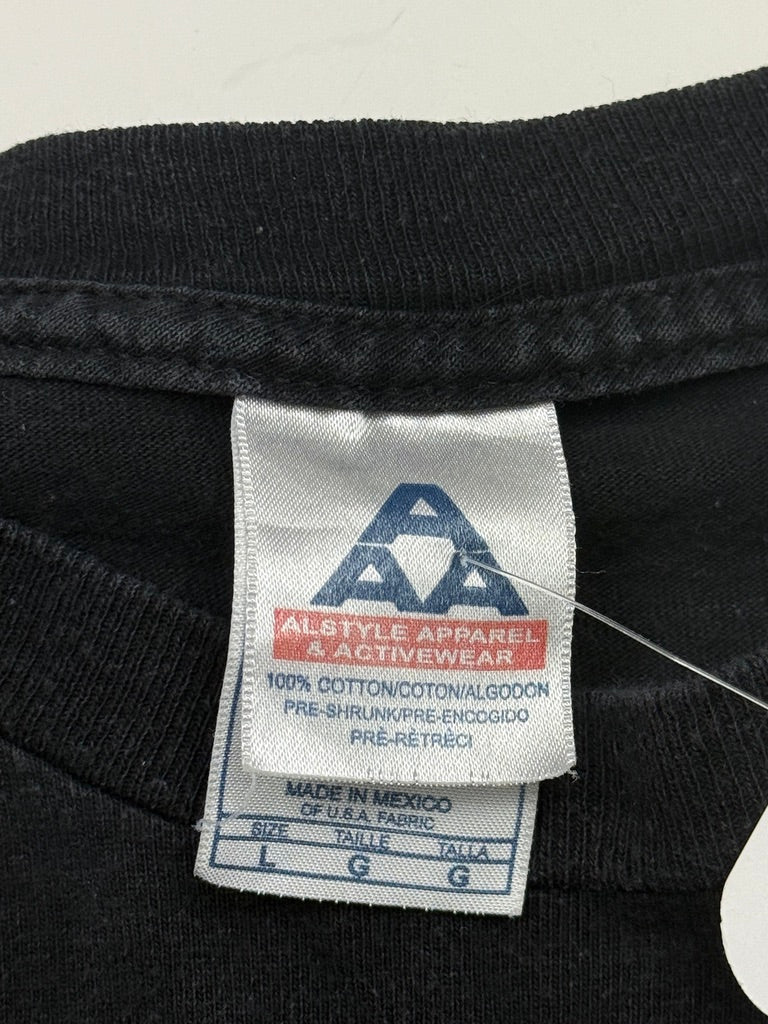 AAA
ALSTYLE APPAREL
& ACTIVEWEAR
100% COTTON/COTON/ALGODON
PRE-SHRUNK/PRE-ENCOGIDO
PRÉ-RÉTRÉCI
MADE IN MEXICO
OF U.S.A. FABRIC
SIZE TAILLE TALLA
L G G